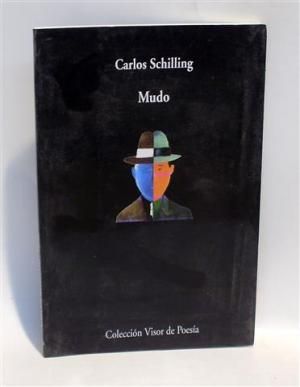 Carlos Schilling
Mudo
Colección Visor de Poesía